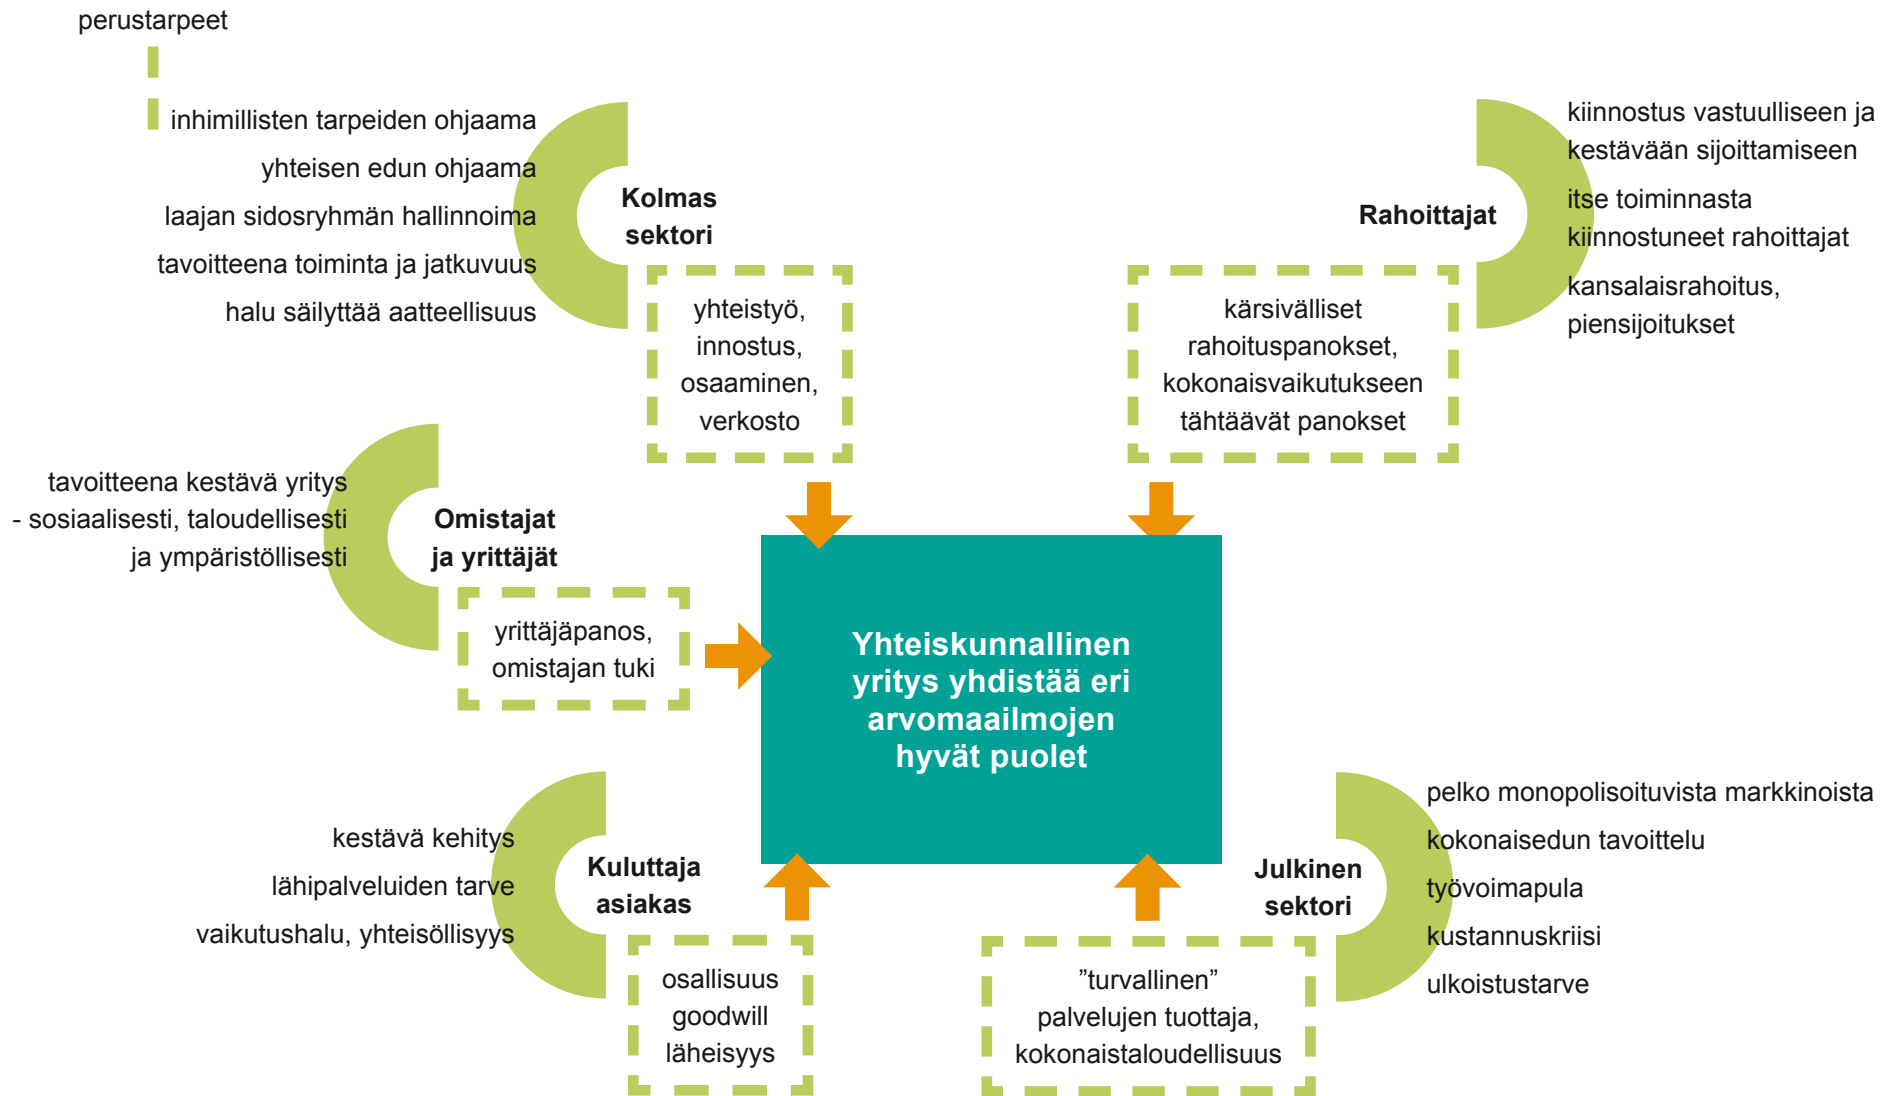 perustarpeet
inhimillisten tarpeiden ohjaama
yhteisen edun ohjaama
laajan sidosryhmän hallinnoima
tavoitteena toiminta ja jatkuvuus
halu säilyttää aatteellisuus
Kolmas
sektori
yhteistyö,
innostus,
osaaminen,
verkosto
Rahoittajat
kiinnostus vastuulliseen ja
kestävään sijoittamiseen
itse toiminnasta
kiinnostuneet rahoittajat
kansalaisrahoitus,
piensijoitukset
kärsivälliset
rahoituspanokset,
kokonaisvaikutukseen
tähtäävät panokset
tavoitteena kestävä yritys
- sosiaalisesti, taloudellisesti
ja ympäristöllisesti
Omistajat
ja yrittäjät
yrittäjäpanos,
omistajan tuki
Yhteiskunnallinen
yritys yhdistää eri
arvomaailmojen
hyvät puolet
kestävä kehitys
lähipalveluiden tarve
vaikutushalu, yhteisöllisyys
Kuluttaja
asiakas
osallisuus
goodwill
läheisyys
Julkinen
sektori
pelko monopolisoituvista markkinoista
kokonaisedun tavoittelu
työvoimapula
kustannuskriisi
ulkoistustarve
”turvallinen”
palvelujen tuottaja,
kokonaistaloudellisuus